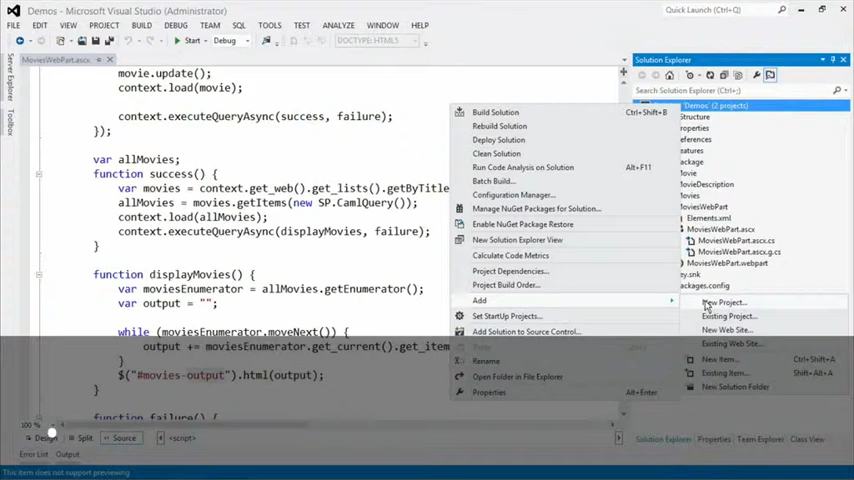 Demos - Microsoft Visual Studio (Administrator)
Quick Launch (Ctrl+Q)
FILE EDIT VIEW PROJECT BUILD DEBUG TEAM SQL TOOLS TEST ANALYZE WINDOW HELP
Start Debug DOCTYPE: HTML5
MoviesWebPart.ascx
Server Explorer
Toolbox
movie.update();
context.load(movie);
context.executeQueryAsync(success, failure);
});
var allMovies;
function success() {
var movies = context.get_web().get_lists().getByTitle
allMovies = movies.getItems(new SP.CamlQuery());
context.load(allMovies);
context.executeQueryAsync(displayMovies, failure);
}
function displayMovies() {
var moviesEnumerator = allMovies.getEnumerator();
var output = "";
while (moviesEnumerator.moveNext()) {
output += moviesEnumerator.get_current().get_item
}
$("#movies-output").html(output);
}
function failure() {
100 %
Design Split Source <script>
Error List Output
This item does not support previewing
Build Solution Ctrl+Shift+B
Rebuild Solution
Deploy Solution
Clean Solution
Run Code Analysis on Solution Alt+F11
Batch Build...
Configuration Manager...
Manage NuGet Packages for Solution...
Enable NuGet Package Restore
New Solution Explorer View
Calculate Code Metrics
Project Dependencies...
Project Build Order...
Add
Set StartUp Projects...
Add Solution to Source Control...
Rename
Open Folder in File Explorer
Properties Alt+Enter
New Project...
Existing Project...
New Web Site...
Existing Web Site...
New Item... Ctrl+Shift+A
Existing Item... Shift+Alt+A
New Solution Folder
Solution Explorer
Search Solution Explorer (Ctrl+;)
'Demos' (2 projects)
Structure
roperties
eferences
eatures
ackage
Movie
MovieDescription
Movies
MoviesWebPart
Elements.xml
MoviesWebPart.ascx
MoviesWebPart.ascx.cs
MoviesWebPart.ascx.g.cs
MoviesWebPart.webpart
ey.snk
ackages.config
Solution Explorer Properties Team Explorer Class View